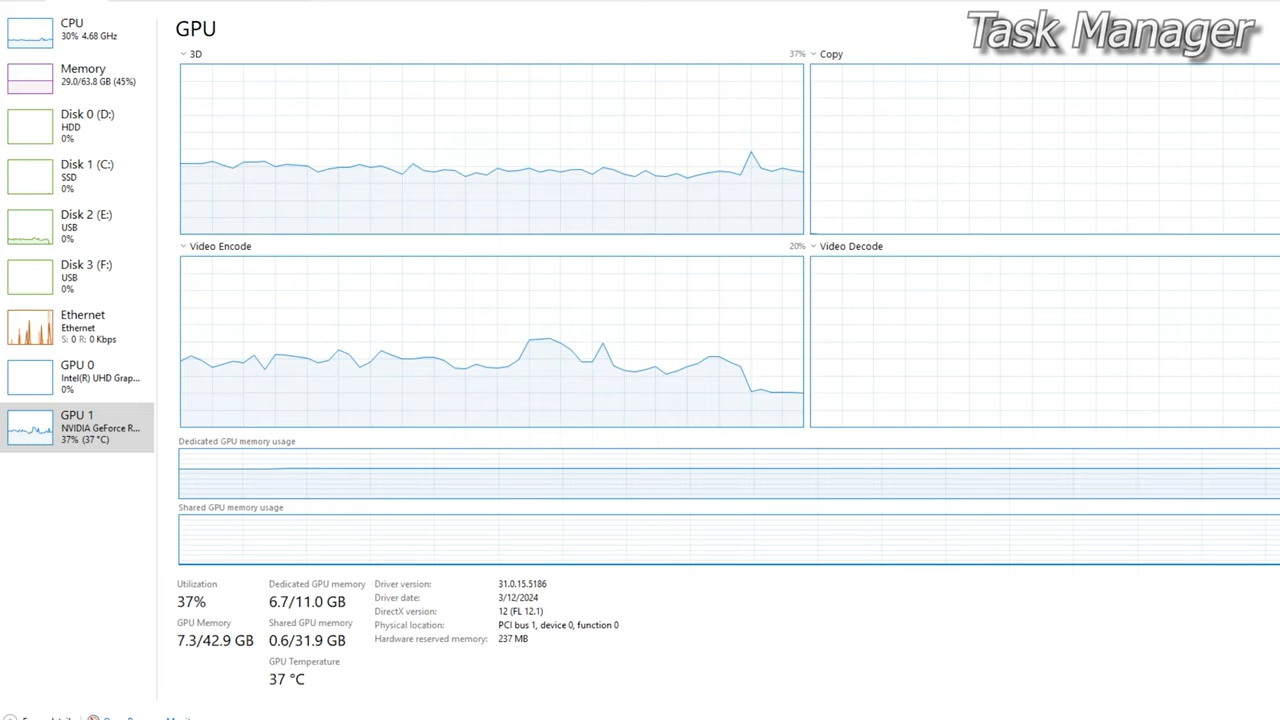 Task Manager
CPU
30% 4.68 GHz
Memory
29.0/63.8 GB (45%)
Disk 0 (D:)
HDD
0%
Disk 1 (C:)
SSD
0%
Disk 2 (E:)
USB
0%
Disk 3 (F:)
USB
0%
Ethernet
Ethernet
S: 0 R: 0 Kbps
GPU 0
Intel(R) UHD Grap...
0%
GPU 1
NVIDIA GeForce R...
37% (37 °C)
GPU
3D 37%
Copy
Video Encode 20%
Video Decode
Dedicated GPU memory usage
Shared GPU memory usage
Utilization
37%
GPU Memory
7.3/42.9 GB
Dedicated GPU memory
6.7/11.0 GB
Shared GPU memory
0.6/31.9 GB
GPU Temperature
37 °C
Driver version: 31.0.15.5186
Driver date: 3/12/2024
DirectX version: 12 (FL 12.1)
Physical location: PCI bus 1, device 0, function 0
Hardware reserved memory: 237 MB